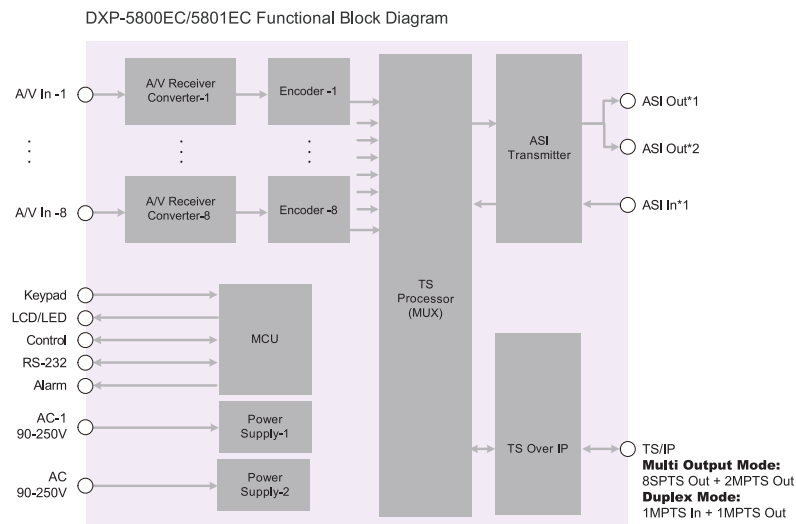 DXP-5800EC/5801EC Functional Block Diagram
A/V In -1
A/V Receiver
Converter-1
Encoder -1
A/V In -8
A/V Receiver
Converter-8
Encoder -8
TS
Processor
(MUX)
ASI
Transmitter
ASI Out*1
ASI Out*2
ASI In*1
Keypad
LCD/LED
Control
RS-232
Alarm
MCU
AC-1
90-250V
Power
Supply-1
AC
90-250V
Power
Supply-2
TS Over IP
TS/IP
Multi Output Mode:
8SPTS Out + 2MPTS Out
Duplex Mode:
1MPTS In + 1MPTS Out